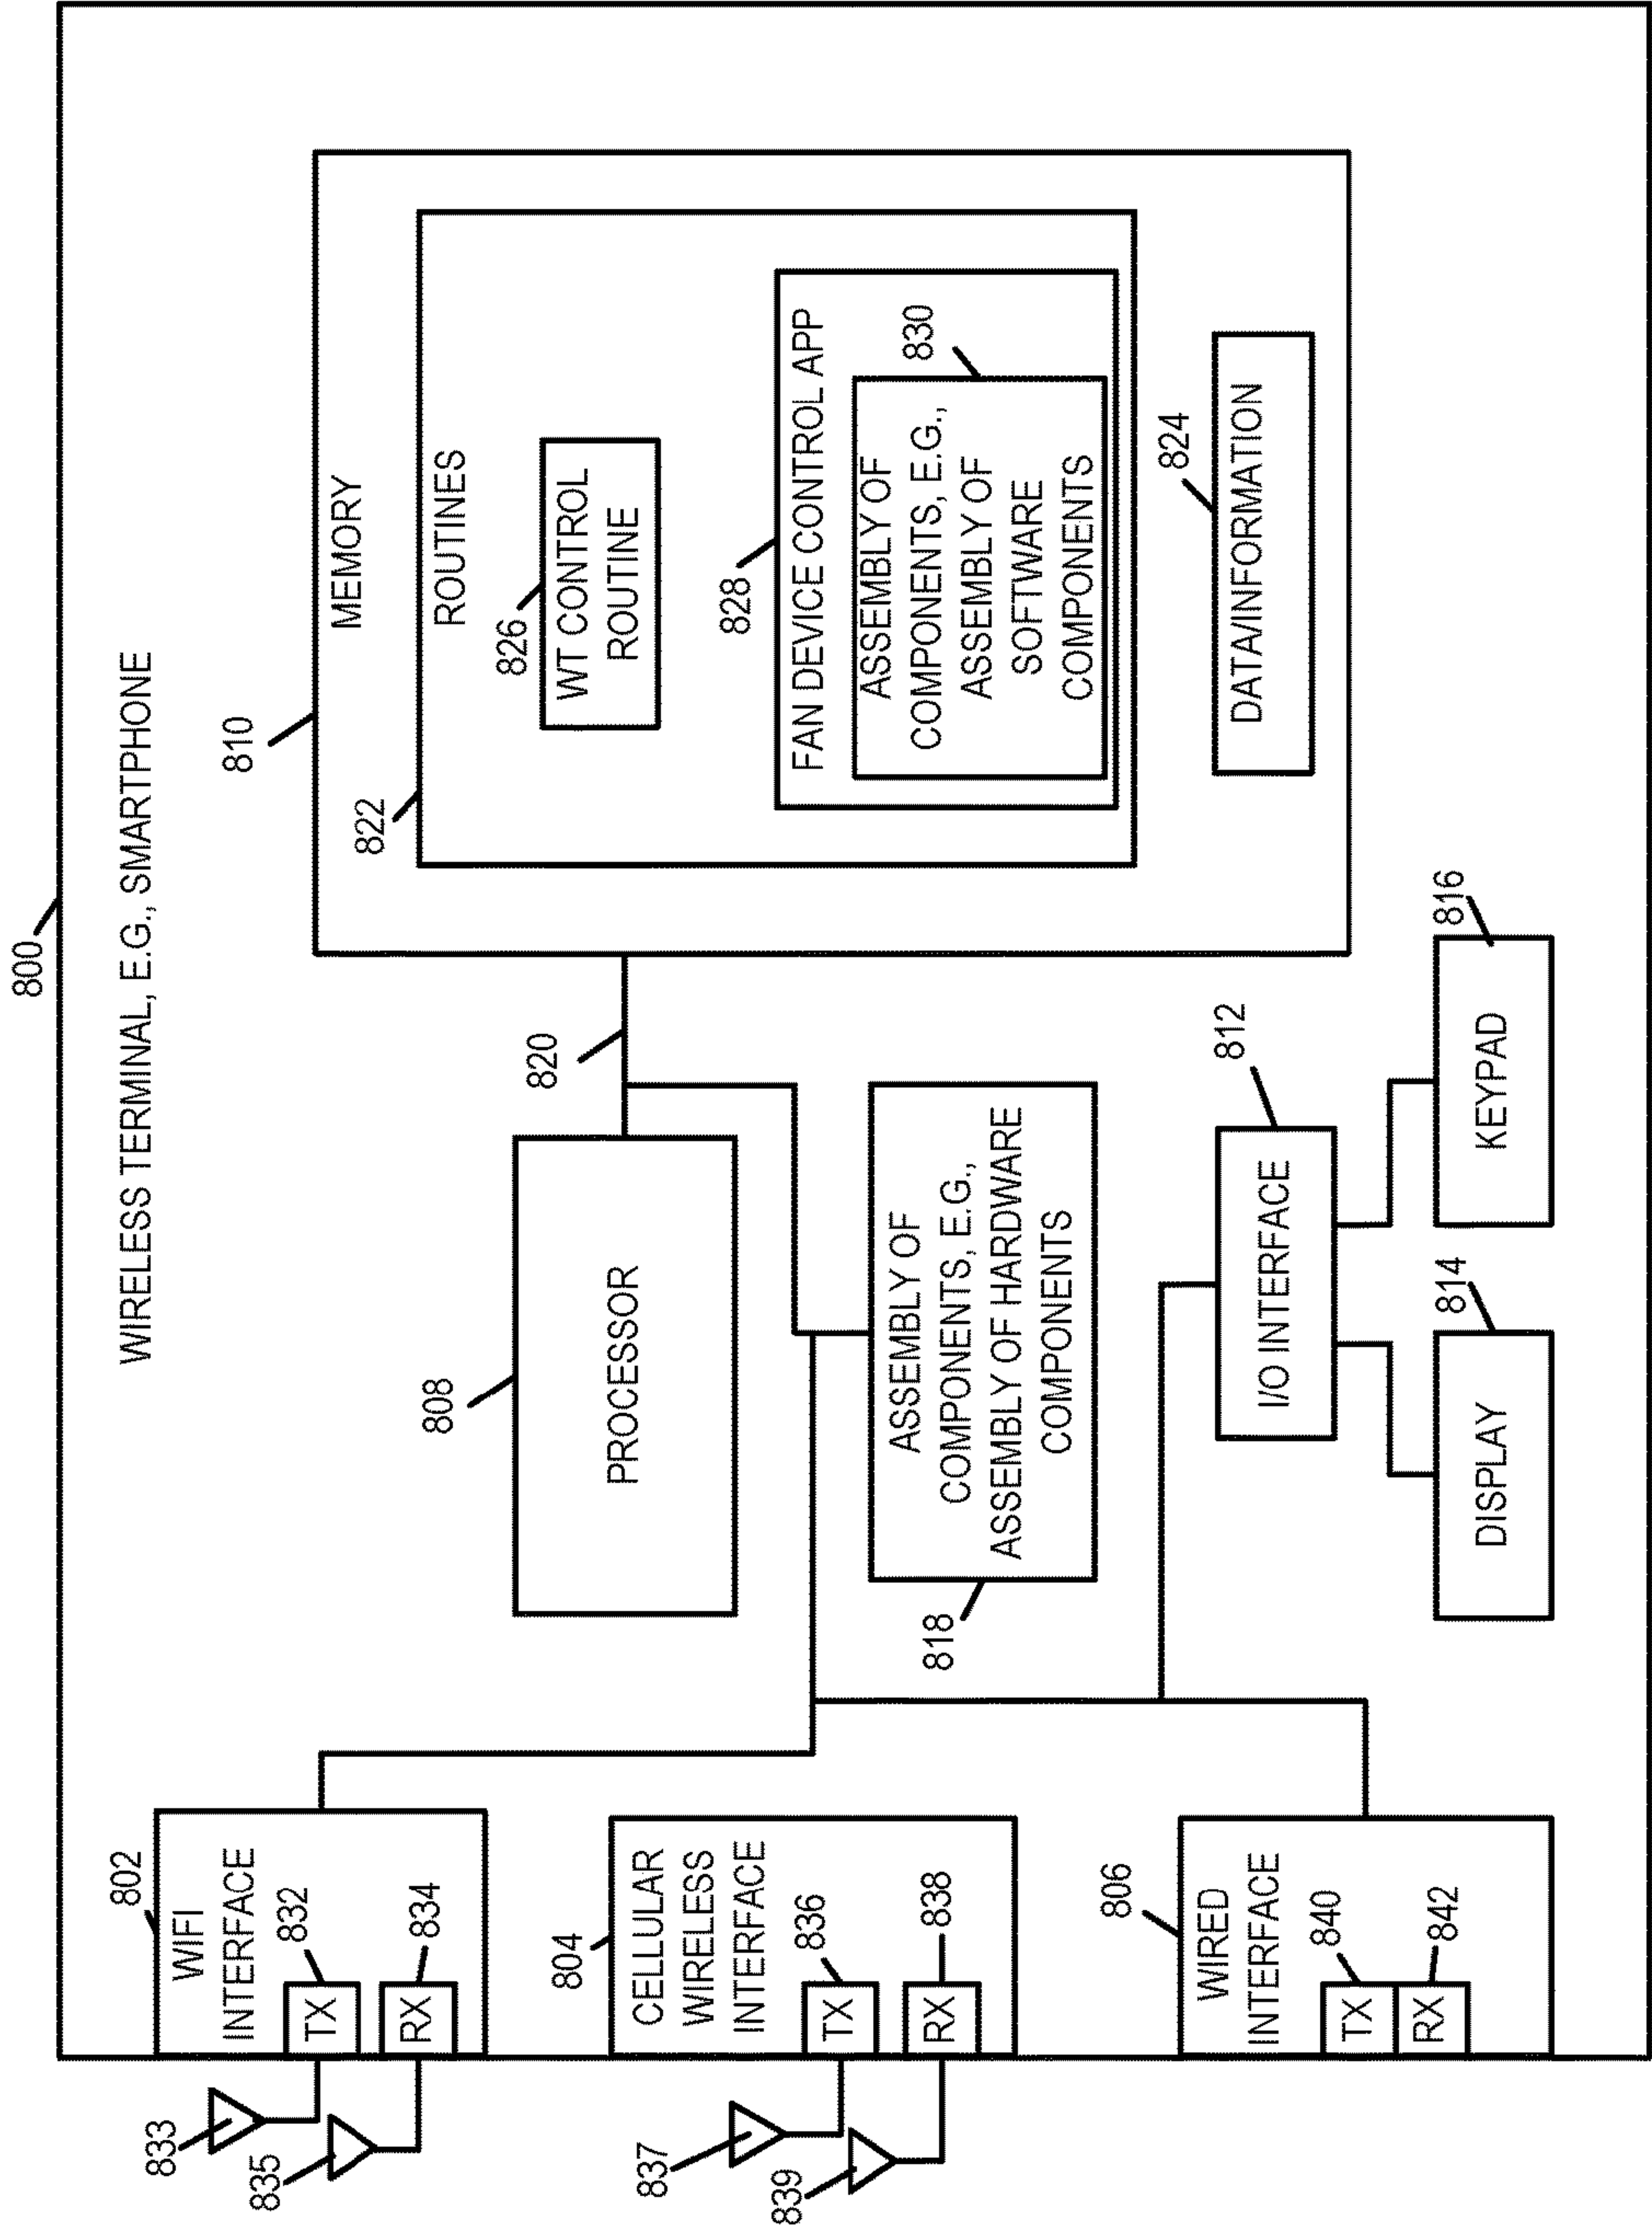 800
WIRELESS TERMINAL, E.G., SMARTPHONE
802
WIFI
INTERFACE
832
TX
834
RX
833
835
804
CELLULAR
WIRELESS
INTERFACE
836
TX
838
RX
837
839
806
WIRED
INTERFACE
840
TX
842
RX
808
PROCESSOR
818
ASSEMBLY OF
COMPONENTS, E.G.,
ASSEMBLY OF HARDWARE
COMPONENTS
820
812
I/O INTERFACE
814
DISPLAY
816
KEYPAD
810
MEMORY
822
ROUTINES
826
WT CONTROL
ROUTINE
828
FAN DEVICE CONTROL APP
830
ASSEMBLY OF
COMPONENTS, E.G.,
ASSEMBLY OF
SOFTWARE
COMPONENTS
824
DATA/INFORMATION